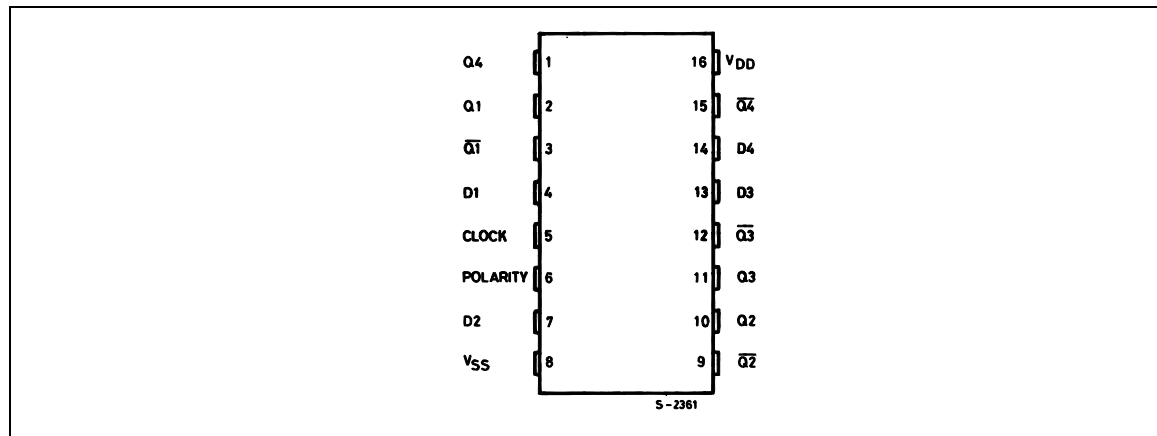 Q4 1 16 VDD
Q1 2 15 Q̅4̅
Q̅1̅ 3 14 D4
D1 4 13 D3
CLOCK 5 12 Q̅3̅
POLARITY 6 11 Q3
D2 7 10 Q2
VSS 8 9 Q̅2̅
S-2361